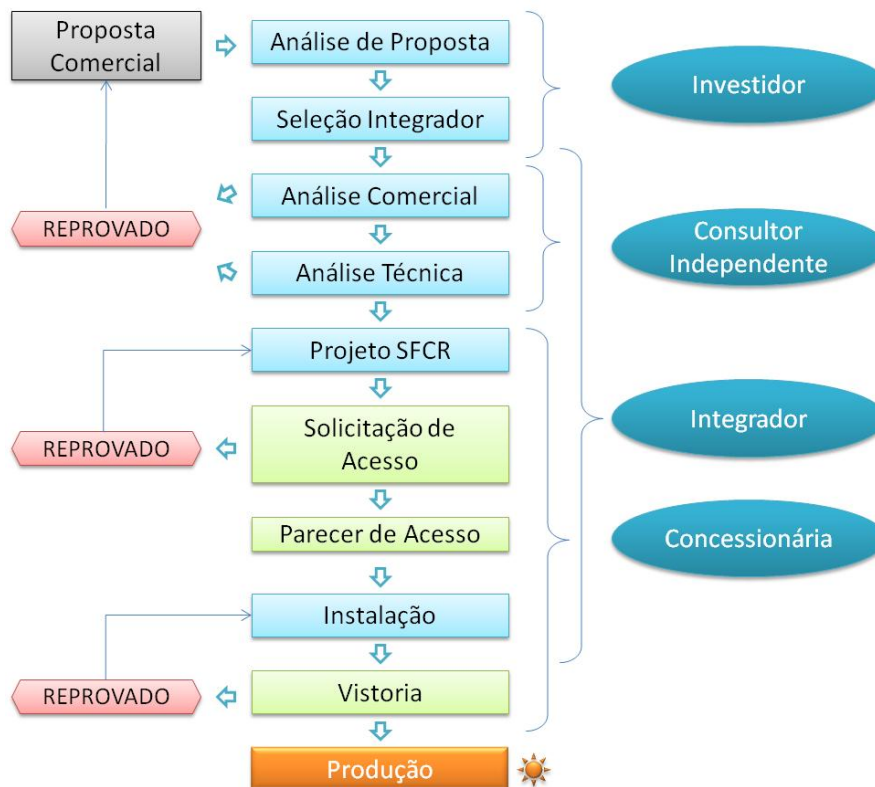 Proposta
Comercial
Análise de Proposta
Investidor
Seleção Integrador
Análise Comercial
REPROVADO
Consultor
Independente
Análise Técnica
Projeto SFCR
Integrador
Solicitação de
Acesso
REPROVADO
Parecer de Acesso
Concessionária
Instalação
Vistoria
REPROVADO
Produção